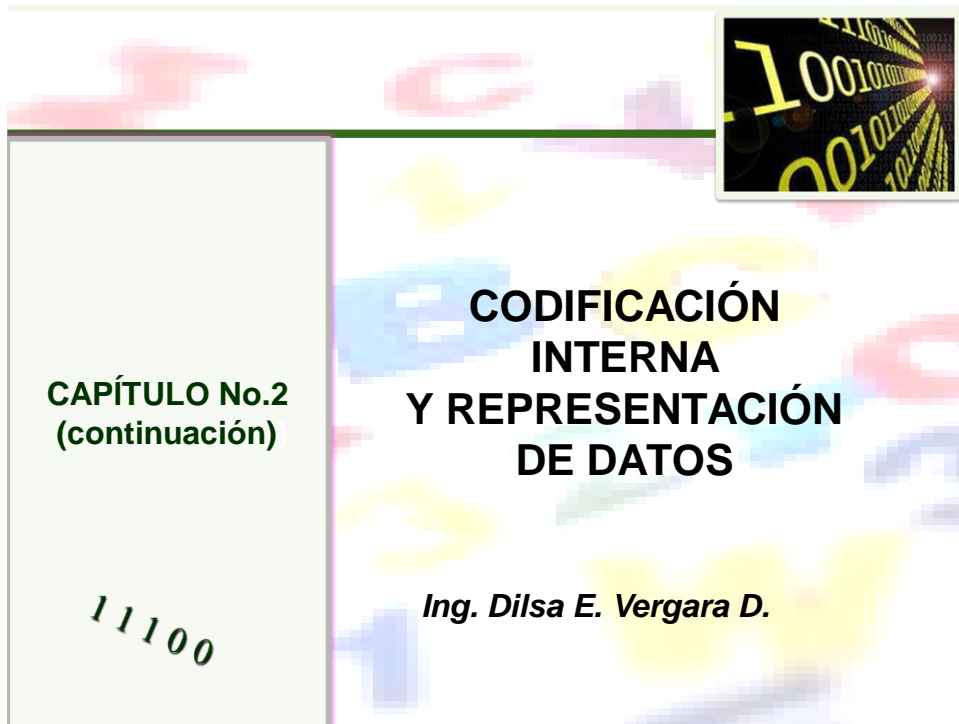 CAPÍTULO No.2
(continuación)
11100
CODIFICACIÓN
INTERNA
Y REPRESENTACIÓN
DE DATOS
Ing. Dilsa E. Vergara D.